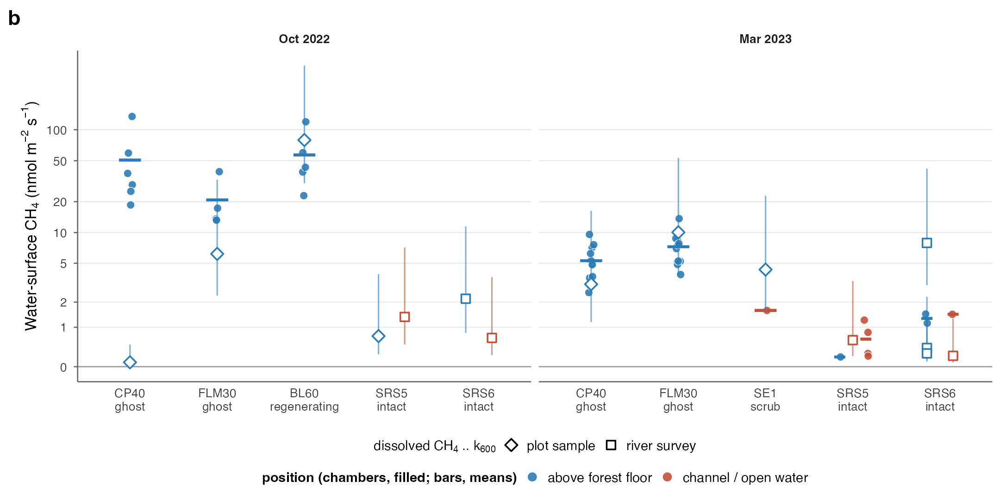 b
Oct 2022
Mar 2023
Water-surface CH₄ (nmol m⁻² s⁻¹)
100
50
20
10
5
2
1
0
CP40
ghost
FLM30
ghost
BL60
regenerating
SRS5
intact
SRS6
intact
CP40
ghost
FLM30
ghost
SE1
scrub
SRS5
intact
SRS6
intact
dissolved CH₄ .. k₆₀₀ plot sample river survey
position (chambers, filled; bars, means) above forest floor channel / open water